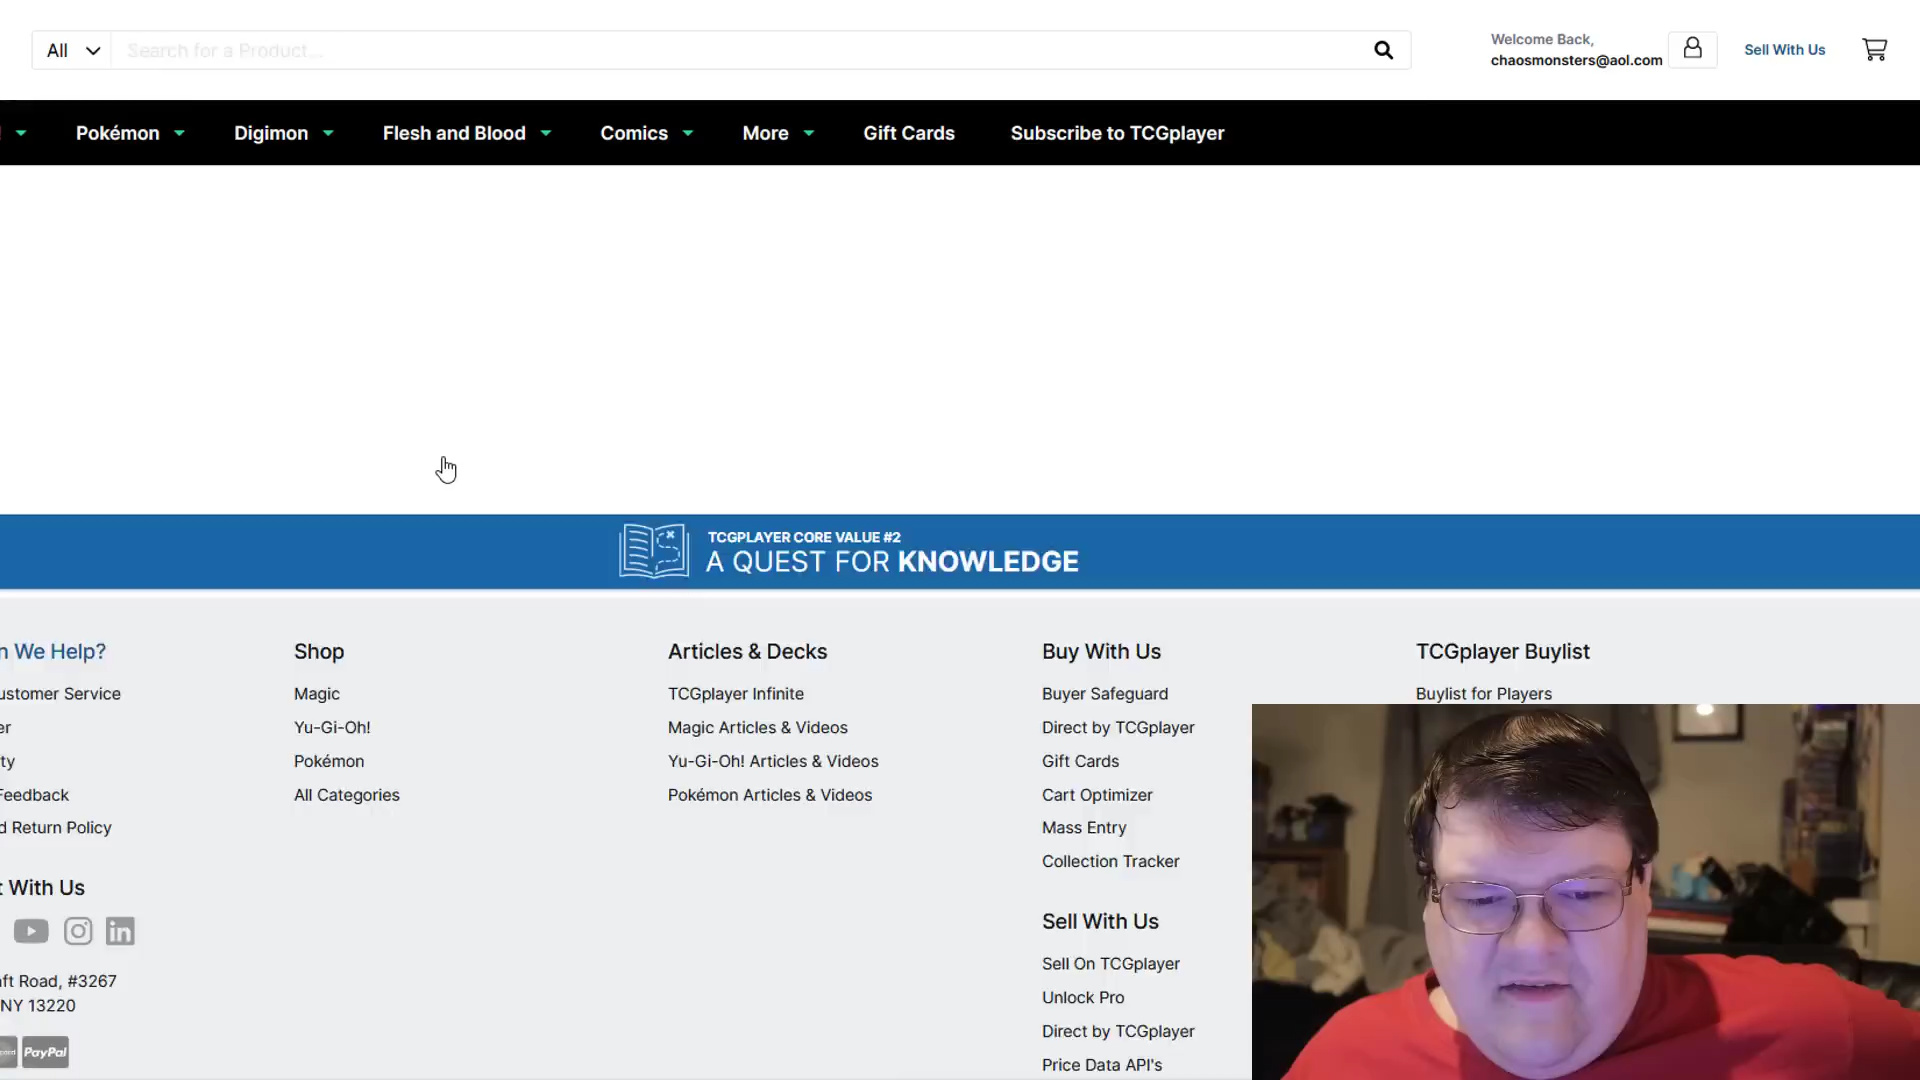 All
Search for a Product...
Welcome Back,
chaosmonsters@aol.com
Sell With Us
Pokémon
Digimon
Flesh and Blood
Comics
More
Gift Cards
Subscribe to TCGplayer
TCGPLAYER CORE VALUE #2
A QUEST FOR KNOWLEDGE
n We Help?
ustomer Service
er
ty
Feedback
d Return Policy
t With Us
ft Road, #3267
NY 13220
PayPal
Shop
Magic
Yu-Gi-Oh!
Pokémon
All Categories
Articles & Decks
TCGplayer Infinite
Magic Articles & Videos
Yu-Gi-Oh! Articles & Videos
Pokémon Articles & Videos
Buy With Us
Buyer Safeguard
Direct by TCGplayer
Gift Cards
Cart Optimizer
Mass Entry
Collection Tracker
Sell With Us
Sell On TCGplayer
Unlock Pro
Direct by TCGplayer
Price Data API's
TCGplayer Buylist
Buylist for Players